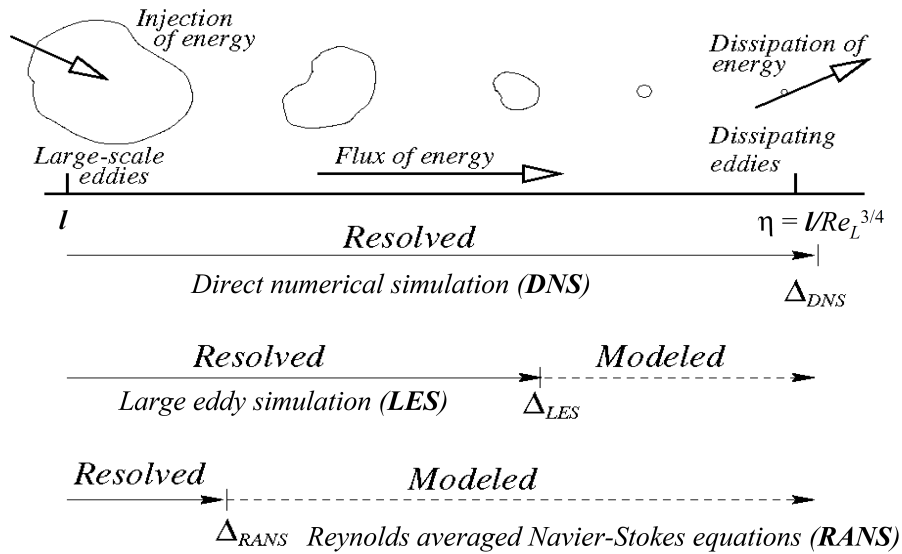 Injection
of energy
Dissipation of
energy
Large-scale
eddies
Flux of energy
Dissipating
eddies
l
η = l/Re_L^3/4
Resolved
Direct numerical simulation (DNS)
Δ_DNS
Resolved
Modeled
Large eddy simulation (LES)
Δ_LES
Resolved
Modeled
Δ_RANS
Reynolds averaged Navier-Stokes equations (RANS)